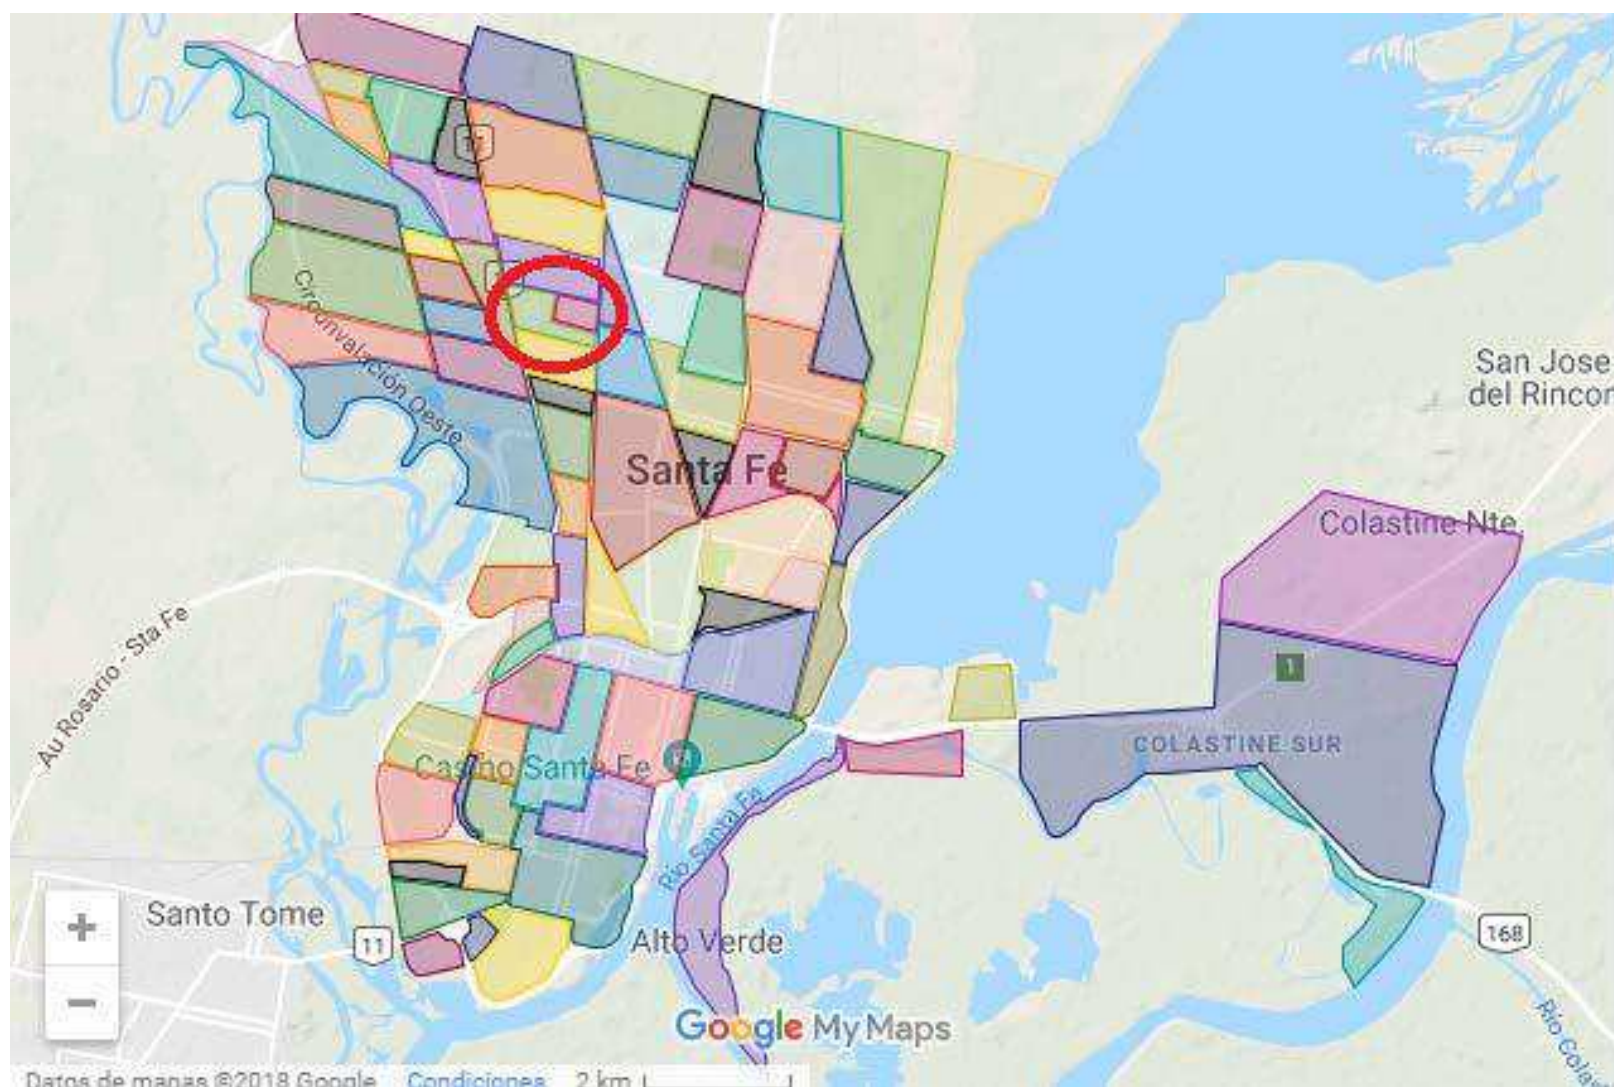 11
San Jose
del Rincon
Circunvalación Oeste
Santa Fe
Colastine Nte
Au Rosario - Sta Fe
1
COLASTINE SUR
Casino Santa Fe
Río Santa Fe
+
Santo Tome
11
Alto Verde
168
−
Google My Maps
Río Colas
Datos de mapas ©2018 Google Condiciones 2 km